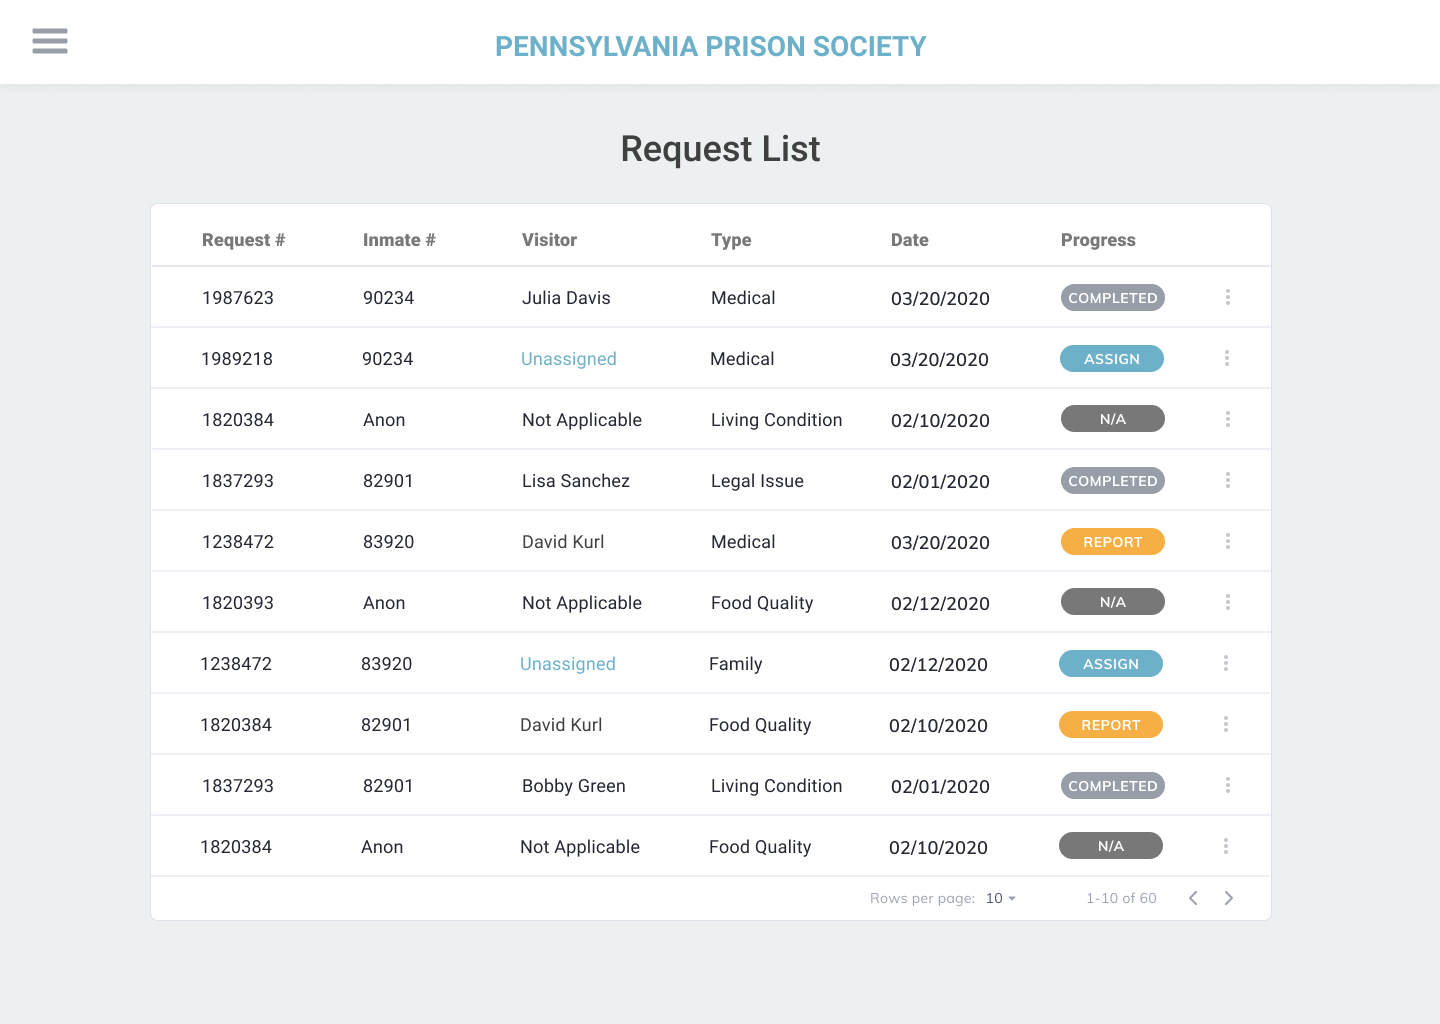 PENNSYLVANIA PRISON SOCIETY
Request List
Request # Inmate # Visitor Type Date Progress
1987623 90234 Julia Davis Medical 03/20/2020 COMPLETED
1989218 90234 Unassigned Medical 03/20/2020 ASSIGN
1820384 Anon Not Applicable Living Condition 02/10/2020 N/A
1837293 82901 Lisa Sanchez Legal Issue 02/01/2020 COMPLETED
1238472 83920 David Kurl Medical 03/20/2020 REPORT
1820393 Anon Not Applicable Food Quality 02/12/2020 N/A
1238472 83920 Unassigned Family 02/12/2020 ASSIGN
1820384 82901 David Kurl Food Quality 02/10/2020 REPORT
1837293 82901 Bobby Green Living Condition 02/01/2020 COMPLETED
1820384 Anon Not Applicable Food Quality 02/10/2020 N/A
Rows per page: 10 1-10 of 60